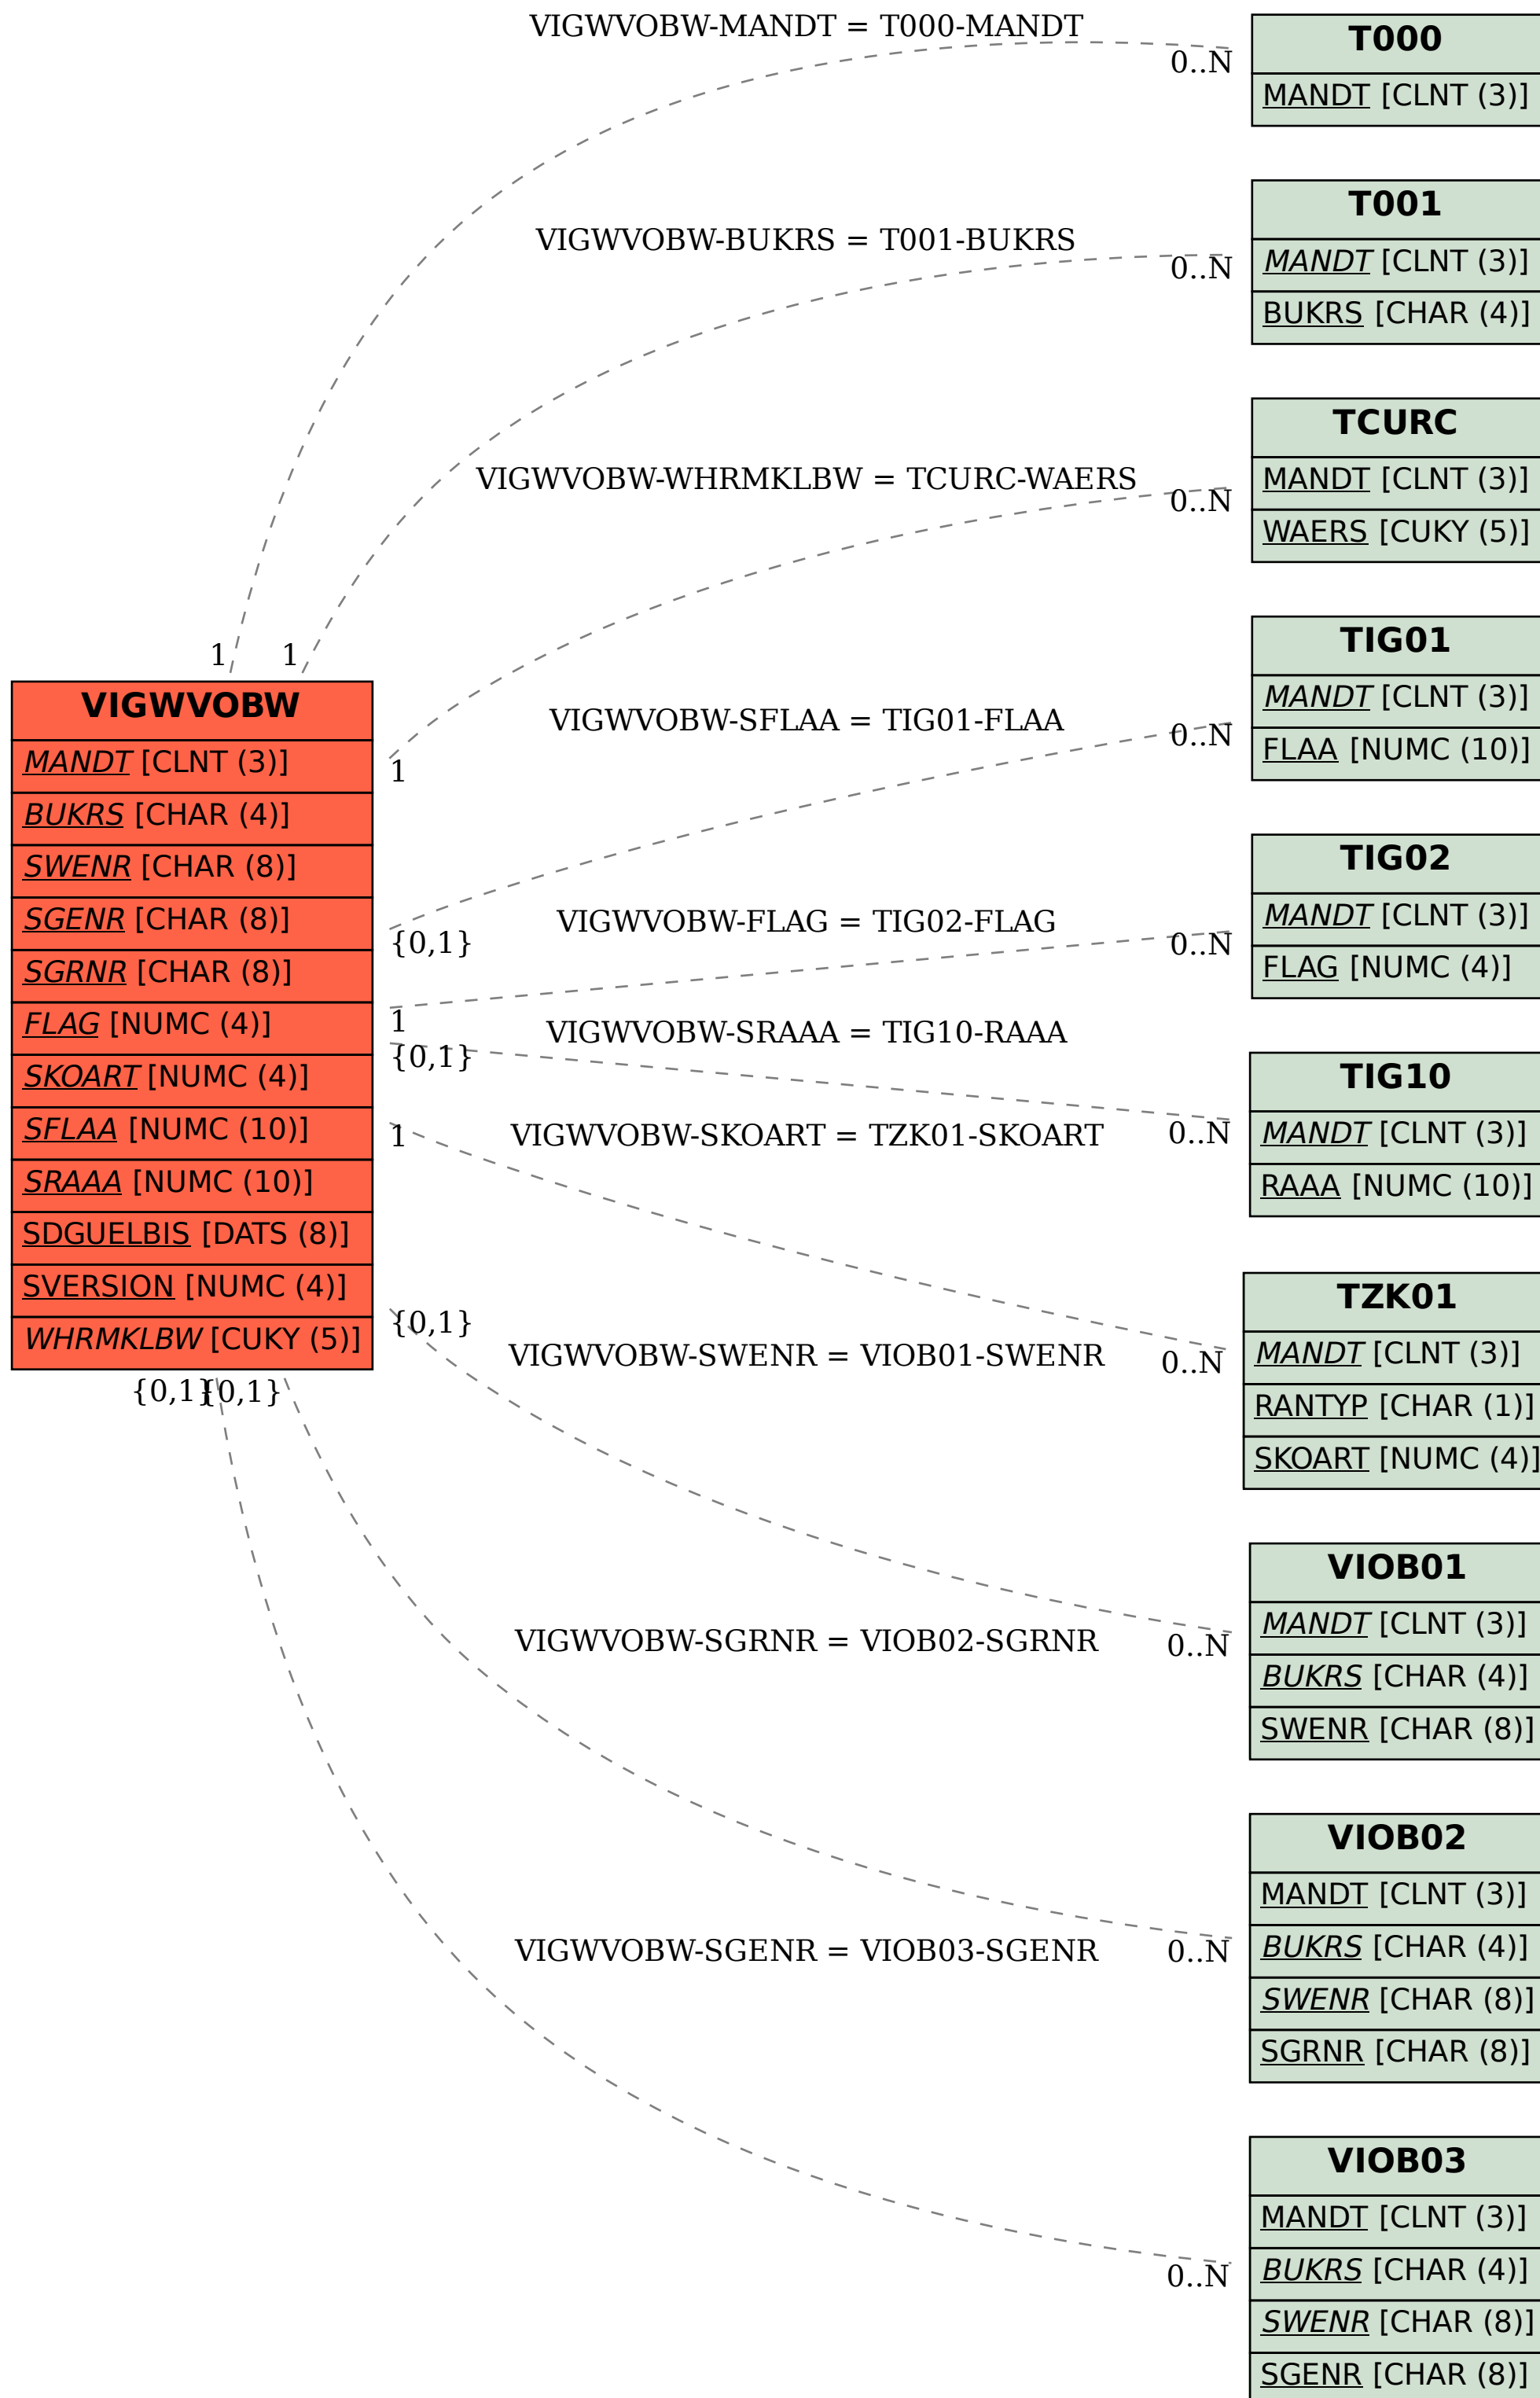 VIGWVOBW-MANDT = T000-MANDT
0..N
T000
MANDT [CLNT (3)]
VIGWVOBW-BUKRS = T001-BUKRS
0..N
T001
MANDT [CLNT (3)]
BUKRS [CHAR (4)]
VIGWVOBW-WHRMKLBW = TCURC-WAERS
0..N
TCURC
MANDT [CLNT (3)]
WAERS [CUKY (5)]
1
1
1
VIGWVOBW
MANDT [CLNT (3)]
BUKRS [CHAR (4)]
SWENR [CHAR (8)]
SGENR [CHAR (8)]
SGRNR [CHAR (8)]
FLAG [NUMC (4)]
SKOART [NUMC (4)]
SFLAA [NUMC (10)]
SRAAA [NUMC (10)]
SDGUELBIS [DATS (8)]
SVERSION [NUMC (4)]
WHRMKLBW [CUKY (5)]
VIGWVOBW-SFLAA = TIG01-FLAA
{0,1}
0..N
TIG01
MANDT [CLNT (3)]
FLAA [NUMC (10)]
VIGWVOBW-FLAG = TIG02-FLAG
1
0..N
TIG02
MANDT [CLNT (3)]
FLAG [NUMC (4)]
VIGWVOBW-SRAAA = TIG10-RAAA
{0,1}
0..N
TIG10
MANDT [CLNT (3)]
RAAA [NUMC (10)]
VIGWVOBW-SKOART = TZK01-SKOART
1
0..N
TZK01
MANDT [CLNT (3)]
RANTYP [CHAR (1)]
SKOART [NUMC (4)]
VIGWVOBW-SWENR = VIOB01-SWENR
{0,1}
0..N
VIOB01
MANDT [CLNT (3)]
BUKRS [CHAR (4)]
SWENR [CHAR (8)]
{0,1}
{0,1}
VIGWVOBW-SGRNR = VIOB02-SGRNR
0..N
VIOB02
MANDT [CLNT (3)]
BUKRS [CHAR (4)]
SWENR [CHAR (8)]
SGRNR [CHAR (8)]
VIGWVOBW-SGENR = VIOB03-SGENR
0..N
VIOB03
MANDT [CLNT (3)]
BUKRS [CHAR (4)]
SWENR [CHAR (8)]
SGENR [CHAR (8)]